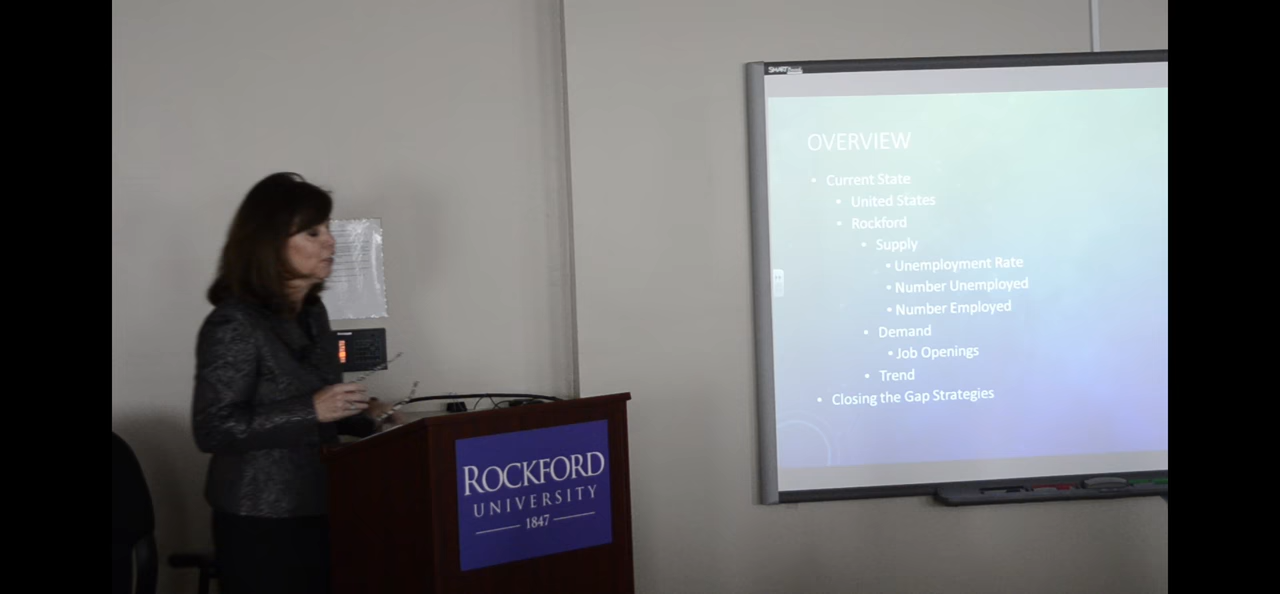 SMART
OVERVIEW
• Current State
• United States
• Rockford
• Supply
• Unemployment Rate
• Number Unemployed
• Number Employed
• Demand
• Job Openings
• Trend
• Closing the Gap Strategies
ROCKFORD
UNIVERSITY
1847